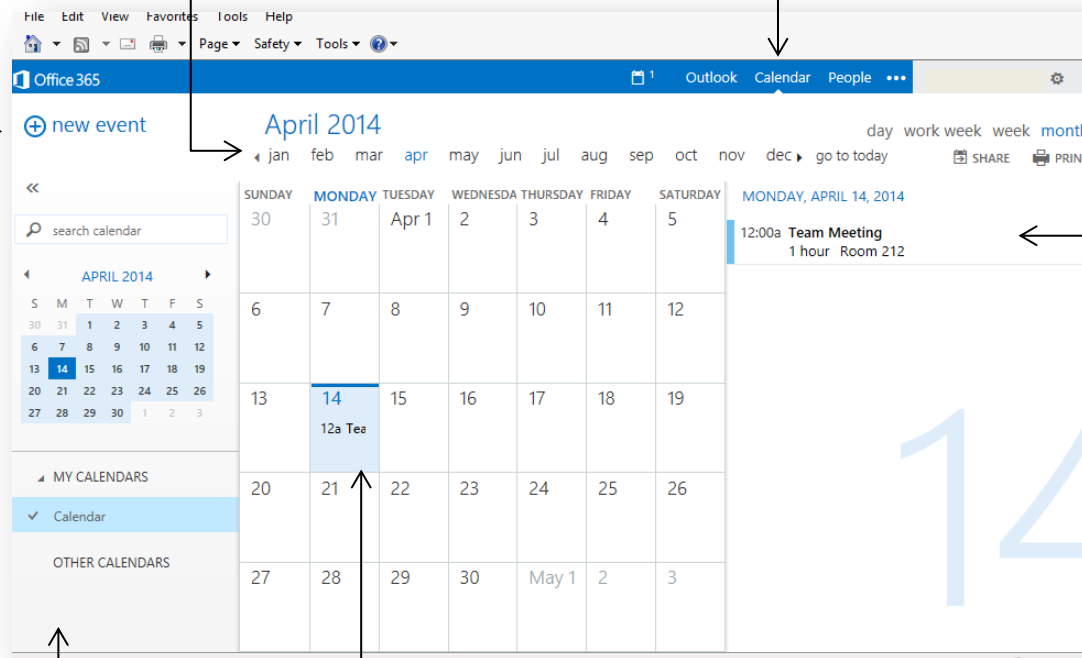 File Edit View Favorites Tools Help
Page Safety Tools
Office 365 1 Outlook Calendar People •••
new event April 2014 day work week week month
jan feb mar apr may jun jul aug sep oct nov dec go to today SHARE PRIN
« SUNDAY MONDAY TUESDAY WEDNESDA THURSDAY FRIDAY SATURDAY MONDAY, APRIL 14, 2014
30 31 Apr 1 2 3 4 5
search calendar 12:00a Team Meeting
1 hour Room 212
APRIL 2014
S M T W T F S
30 31 1 2 3 4 5
6 7 8 9 10 11 12
13 14 15 16 17 18 19
20 21 22 23 24 25 26
27 28 29 30 1 2 3
6 7 8 9 10 11 12
13 14 15 16 17 18 19
12a Tea
14
MY CALENDARS
20 21 22 23 24 25 26
Calendar
OTHER CALENDARS
27 28 29 30 May 1 2 3